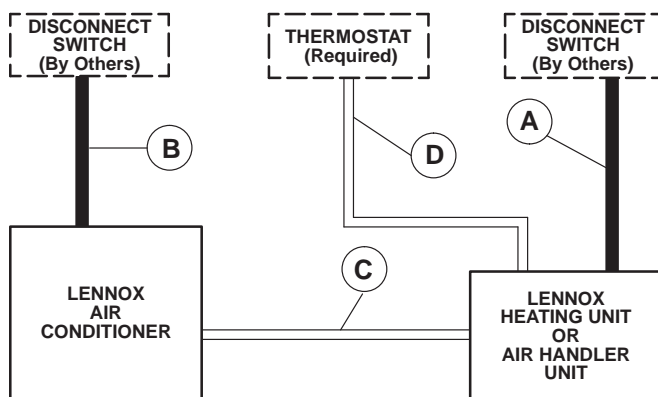 DISCONNECT
SWITCH
(By Others)
THERMOSTAT
(Required)
DISCONNECT
SWITCH
(By Others)
B
D
A
C
LENNOX
AIR
CONDITIONER
LENNOX
HEATING UNIT
OR
AIR HANDLER
UNIT